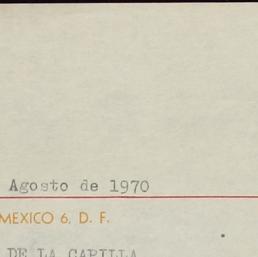 Agosto de 1970
MEXICO 6, D. F.
DE LA CAPILLA